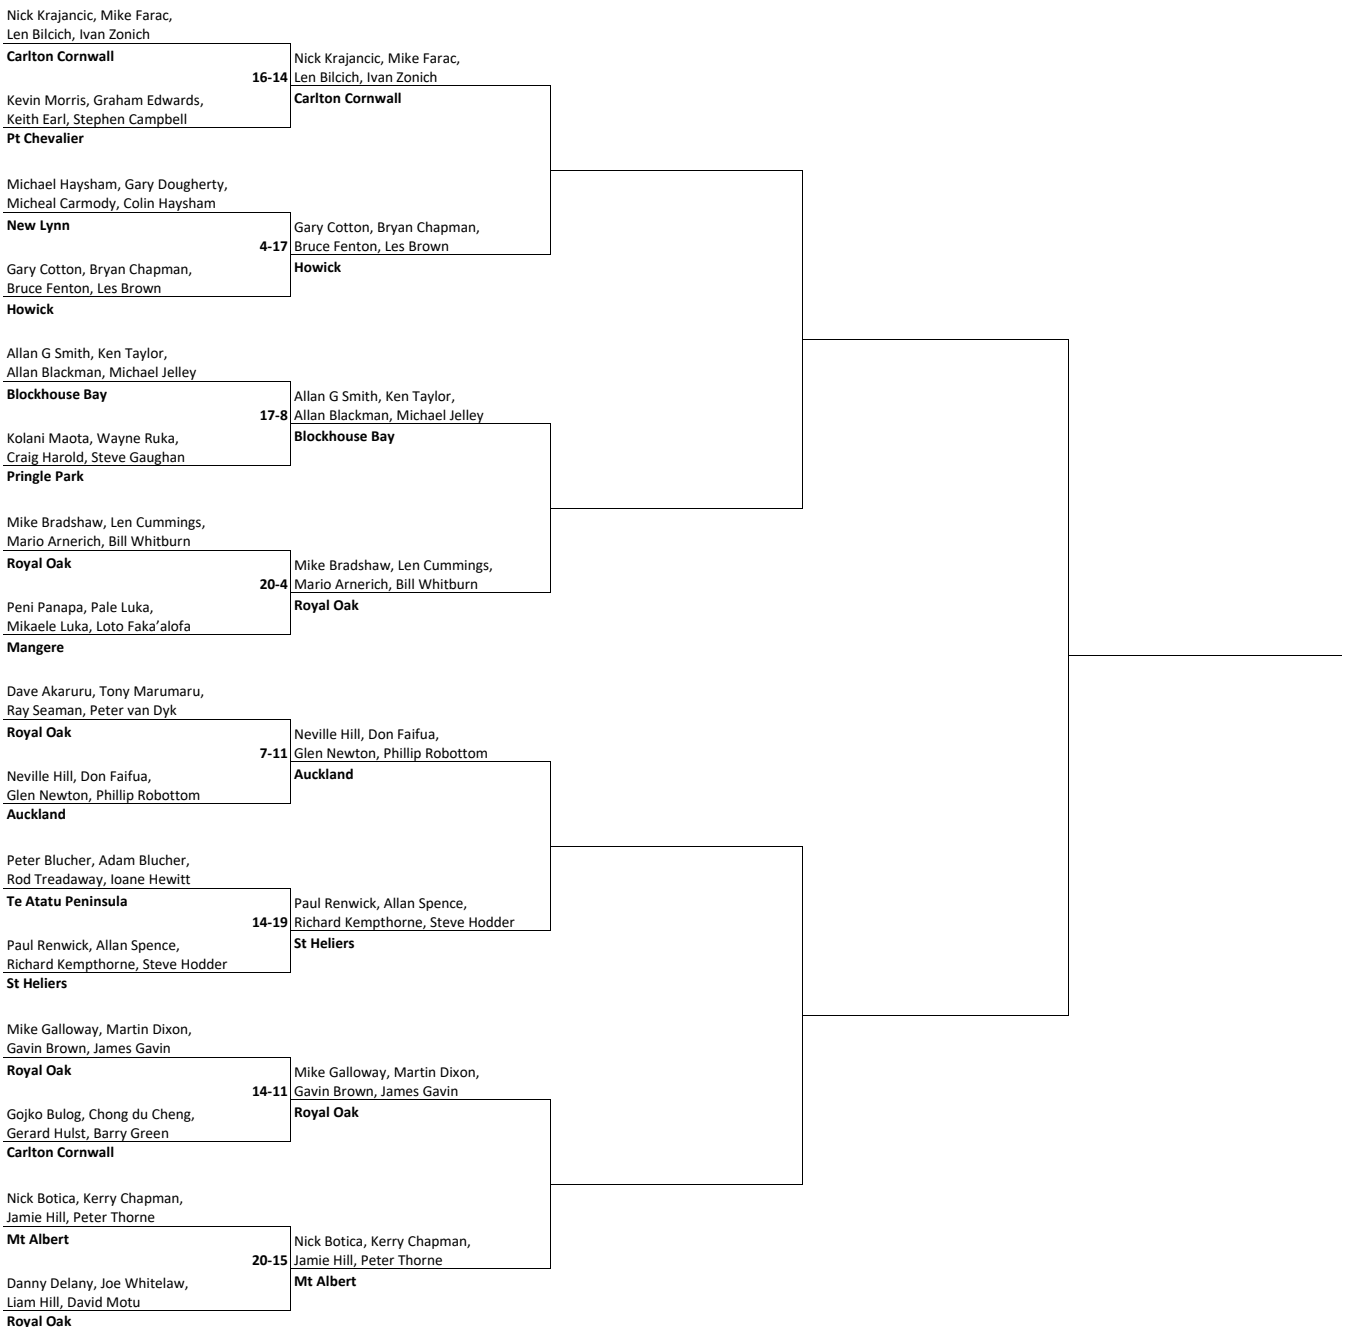 Nick Krajancic, Mike Farac,
Len Bilcich, Ivan Zonich
Carlton Cornwall
16-14
Kevin Morris, Graham Edwards,
Keith Earl, Stephen Campbell
Pt Chevalier
Nick Krajancic, Mike Farac,
Len Bilcich, Ivan Zonich
Carlton Cornwall
Michael Haysham, Gary Dougherty,
Micheal Carmody, Colin Haysham
New Lynn
4-17
Gary Cotton, Bryan Chapman,
Bruce Fenton, Les Brown
Howick
Gary Cotton, Bryan Chapman,
Bruce Fenton, Les Brown
Howick
Allan G Smith, Ken Taylor,
Allan Blackman, Michael Jelley
Blockhouse Bay
17-8
Kolani Maota, Wayne Ruka,
Craig Harold, Steve Gaughan
Pringle Park
Allan G Smith, Ken Taylor,
Allan Blackman, Michael Jelley
Blockhouse Bay
Mike Bradshaw, Len Cummings,
Mario Arnerich, Bill Whitburn
Royal Oak
20-4
Peni Panapa, Pale Luka,
Mikaele Luka, Loto Faka’alofa
Mangere
Mike Bradshaw, Len Cummings,
Mario Arnerich, Bill Whitburn
Royal Oak
Dave Akaruru, Tony Marumaru,
Ray Seaman, Peter van Dyk
Royal Oak
7-11
Neville Hill, Don Faifua,
Glen Newton, Phillip Robottom
Auckland
Neville Hill, Don Faifua,
Glen Newton, Phillip Robottom
Auckland
Peter Blucher, Adam Blucher,
Rod Treadaway, Ioane Hewitt
Te Atatu Peninsula
14-19
Paul Renwick, Allan Spence,
Richard Kempthorne, Steve Hodder
St Heliers
Paul Renwick, Allan Spence,
Richard Kempthorne, Steve Hodder
St Heliers
Mike Galloway, Martin Dixon,
Gavin Brown, James Gavin
Royal Oak
14-11
Gojko Bulog, Chong du Cheng,
Gerard Hulst, Barry Green
Carlton Cornwall
Mike Galloway, Martin Dixon,
Gavin Brown, James Gavin
Royal Oak
Nick Botica, Kerry Chapman,
Jamie Hill, Peter Thorne
Mt Albert
20-15
Danny Delany, Joe Whitelaw,
Liam Hill, David Motu
Royal Oak
Nick Botica, Kerry Chapman,
Jamie Hill, Peter Thorne
Mt Albert